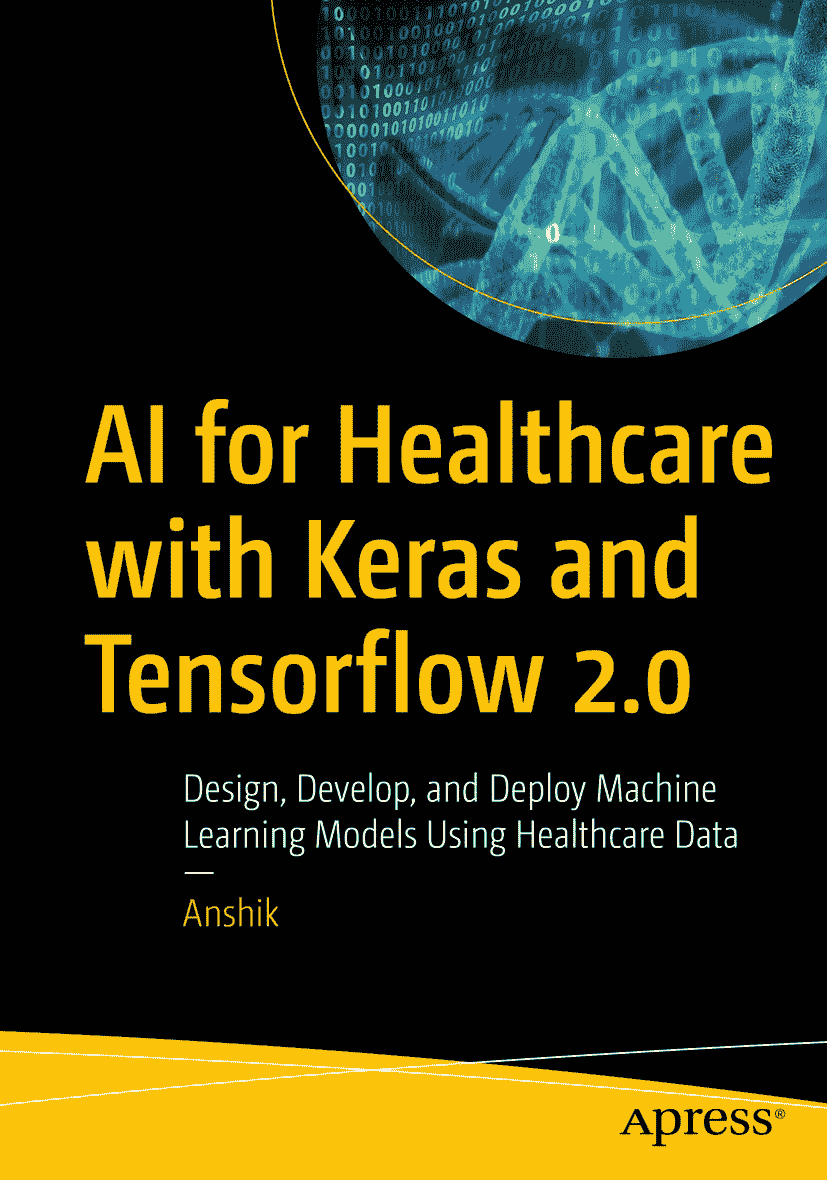 AI for Healthcare
with Keras and
Tensorflow 2.0
Design, Develop, and Deploy Machine
Learning Models Using Healthcare Data
—
Anshik
Apress®